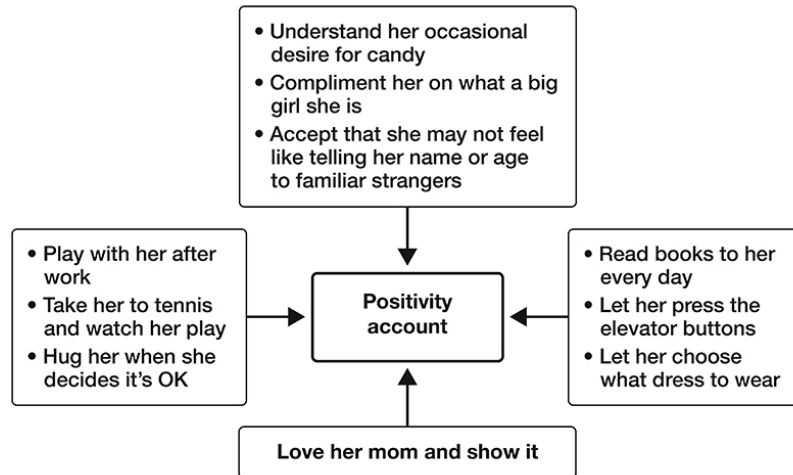 • Understand her occasional
desire for candy
• Compliment her on what a big
girl she is
• Accept that she may not feel
like telling her name or age
to familiar strangers
• Play with her after
work
• Take her to tennis
and watch her play
• Hug her when she
decides it's OK
Positivity
account
• Read books to her
every day
• Let her press the
elevator buttons
• Let her choose
what dress to wear
Love her mom and show it